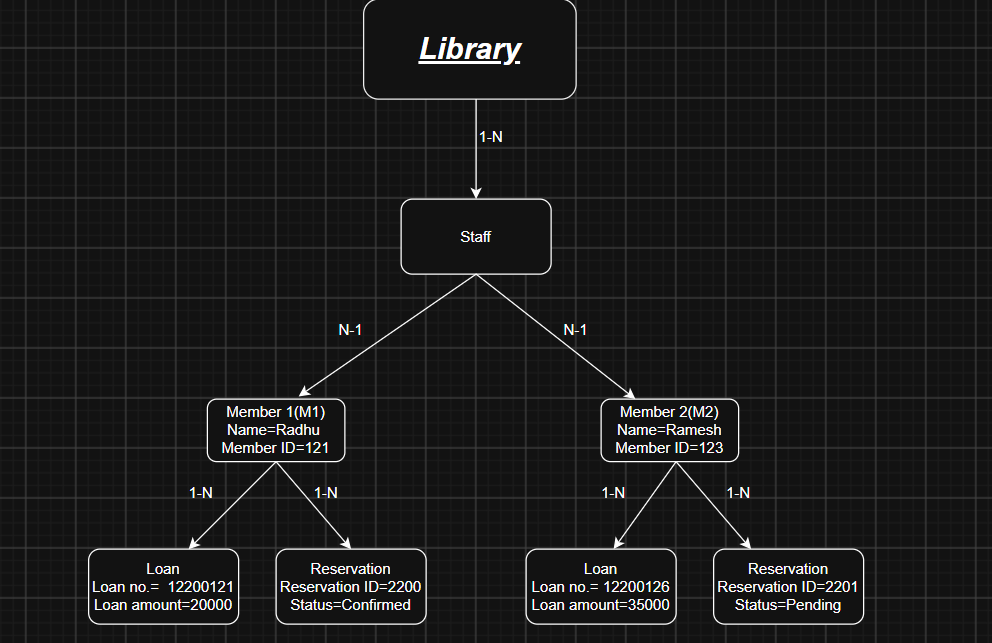 Library
1-N
Staff
N-1
N-1
Member 1(M1)
Name=Radhu
Member ID=121
Member 2(M2)
Name=Ramesh
Member ID=123
1-N
1-N
1-N
1-N
Loan
Loan no.=  12200121
Loan amount=20000
Reservation
Reservation ID=2200
Status=Confirmed
Loan
Loan no.= 12200126
Loan amount=35000
Reservation
Reservation ID=2201
Status=Pending